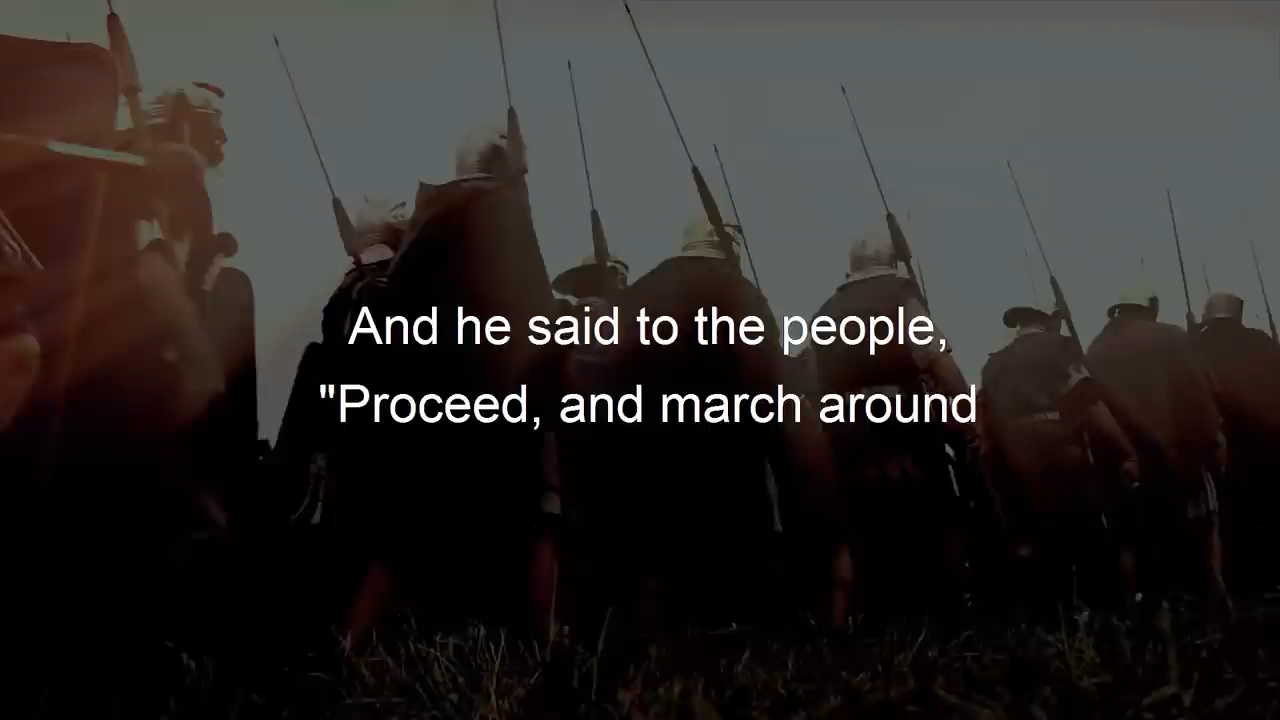 And he said to the people,
"Proceed, and march around